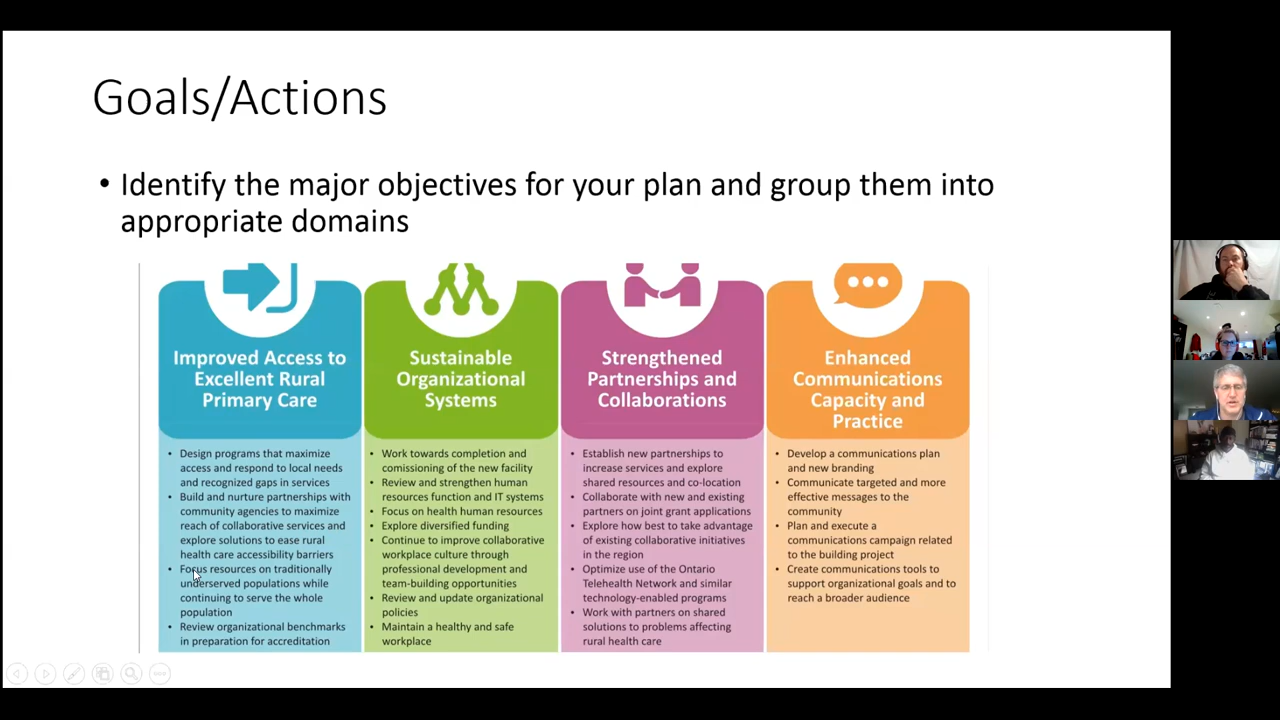 Goals/Actions
• Identify the major objectives for your plan and group them into
appropriate domains
Improved Access to
Excellent Rural
Primary Care
• Design programs that maximize
access and respond to local needs
and recognized gaps in services
• Build and nurture partnerships with
community agencies to maximize
reach of collaborative services and
explore solutions to ease rural
health care accessibility barriers
• Focus resources on traditionally
underserved populations while
continuing to serve the whole
population
• Review organizational benchmarks
in preparation for accreditation
Sustainable
Organizational
Systems
• Work towards completion and
comissioning of the new facility
• Review and strengthen human
resources function and IT systems
• Focus on health human resources
• Explore diversified funding
• Continue to improve collaborative
workplace culture through
professional development and
team-building opportunities
• Review and update organizational
policies
• Maintain a healthy and safe
workplace
Strengthened
Partnerships and
Collaborations
• Establish new partnerships to
increase services and explore
shared resources and co-location
• Collaborate with new and existing
partners on joint grant applications
• Explore how best to take advantage
of existing collaborative initiatives
in the region
• Optimize use of the Ontario
Telehealth Network and similar
technology-enabled programs
• Work with partners on shared
solutions to problems affecting
rural health care
Enhanced
Communications
Capacity and
Practice
• Develop a communications plan
and new branding
• Communicate targeted and more
effective messages to the
community
• Plan and execute a
communications campaign related
to the building project
• Create communications tools to
support organizational goals and to
reach a broader audience